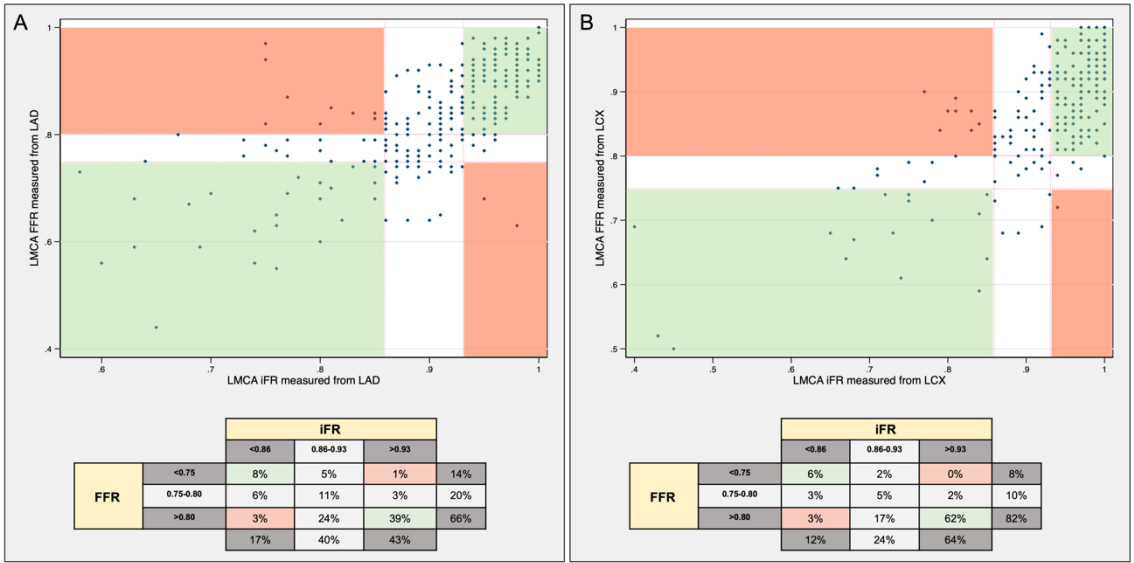 A
LMCA FFR measured from LAD
1
.8
.6
.4
.6
.7
.8
.9
1
LMCA iFR measured from LAD
iFR
<0.86 0.86-0.93 >0.93
FFR
<0.75 8% 5% 1% 14%
0.75-0.80 6% 11% 3% 20%
>0.80 3% 24% 39% 66%
17% 40% 43%
B
LMCA FFR measured from LCX
1
.9
.8
.7
.6
.5
.4
.5
.6
.7
.8
.9
1
LMCA iFR measured from LCX
iFR
<0.86 0.86-0.93 >0.93
FFR
<0.75 6% 2% 0% 8%
0.75-0.80 3% 5% 2% 10%
>0.80 3% 17% 62% 82%
12% 24% 64%